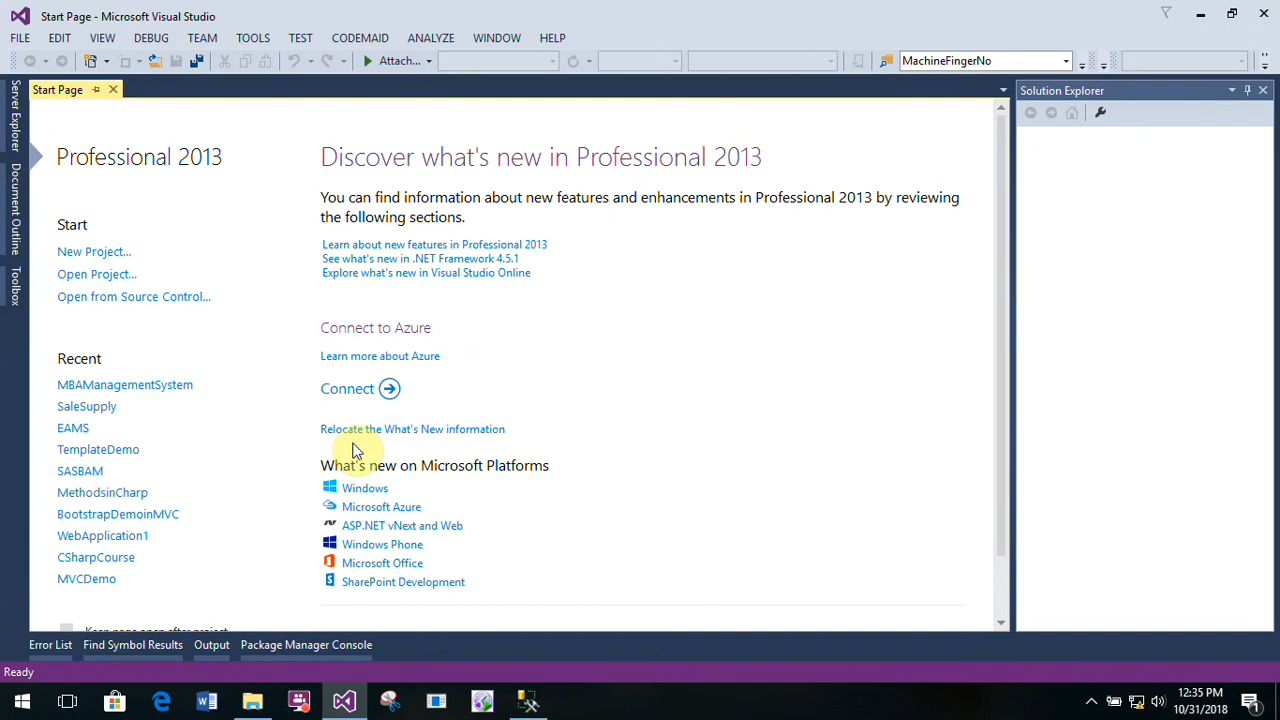 Start Page - Microsoft Visual Studio
FILE EDIT VIEW DEBUG TEAM TOOLS TEST CODEMAID ANALYZE WINDOW HELP
Attach... MachineFingerNo
Server Explorer
Document Outline
Toolbox
Start Page
Professional 2013
Start
New Project...
Open Project...
Open from Source Control...
Recent
MBAManagementSystem
SaleSupply
EAMS
TemplateDemo
SASBAM
MethodsinCharp
BootstrapDemoinMVC
WebApplication1
CSharpCourse
MVCDemo
Keep page open after project
Discover what's new in Professional 2013
You can find information about new features and enhancements in Professional 2013 by reviewing
the following sections.
Learn about new features in Professional 2013
See what's new in .NET Framework 4.5.1
Explore what's new in Visual Studio Online
Connect to Azure
Learn more about Azure
Connect
Relocate the What's New information
What's new on Microsoft Platforms
Windows
Microsoft Azure
ASP.NET vNext and Web
Windows Phone
Microsoft Office
SharePoint Development
Solution Explorer
Error List Find Symbol Results Output Package Manager Console
Ready
12:35 PM
10/31/2018
1